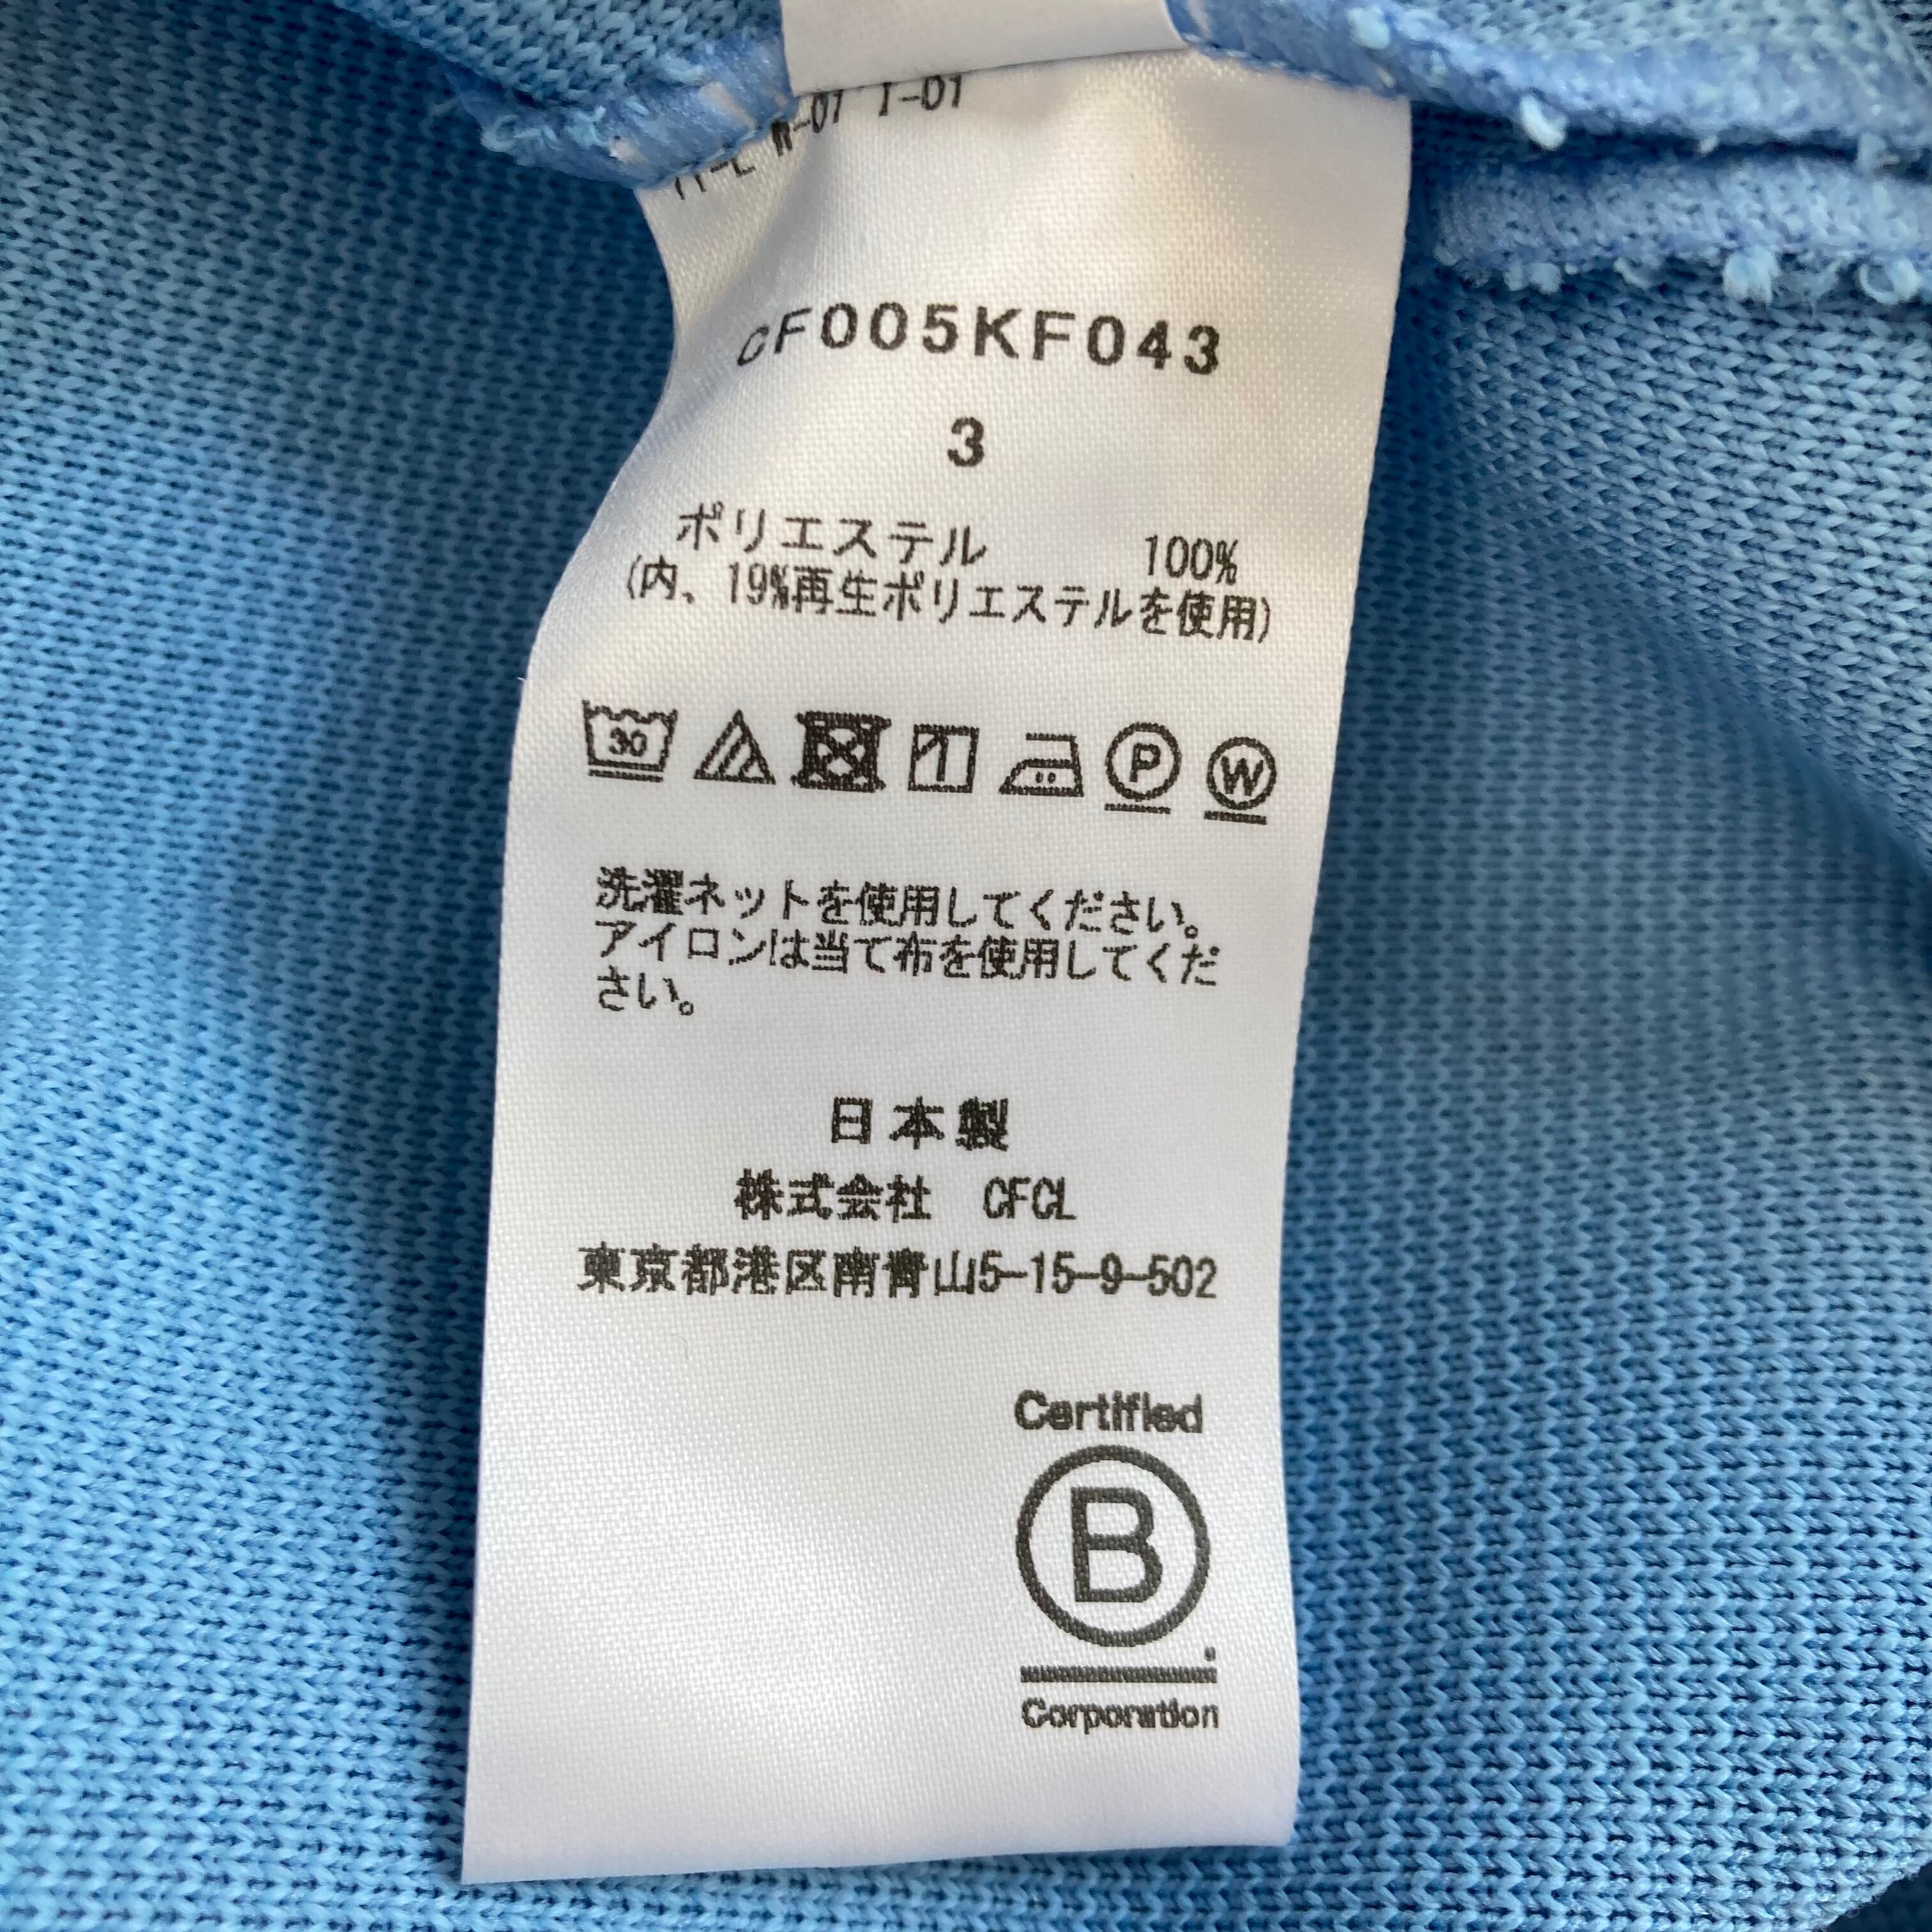 W-01 I-01
CF005KF043
3
ポリエステル 100%
(内、19%再生ポリエステルを使用)
30
P W
洗濯ネットを使用してください。
アイロンは当て布を使用してくだ
さい。
日本製
株式会社 CFCL
東京都港区南青山5-15-9-502
Certified
B
Corporation